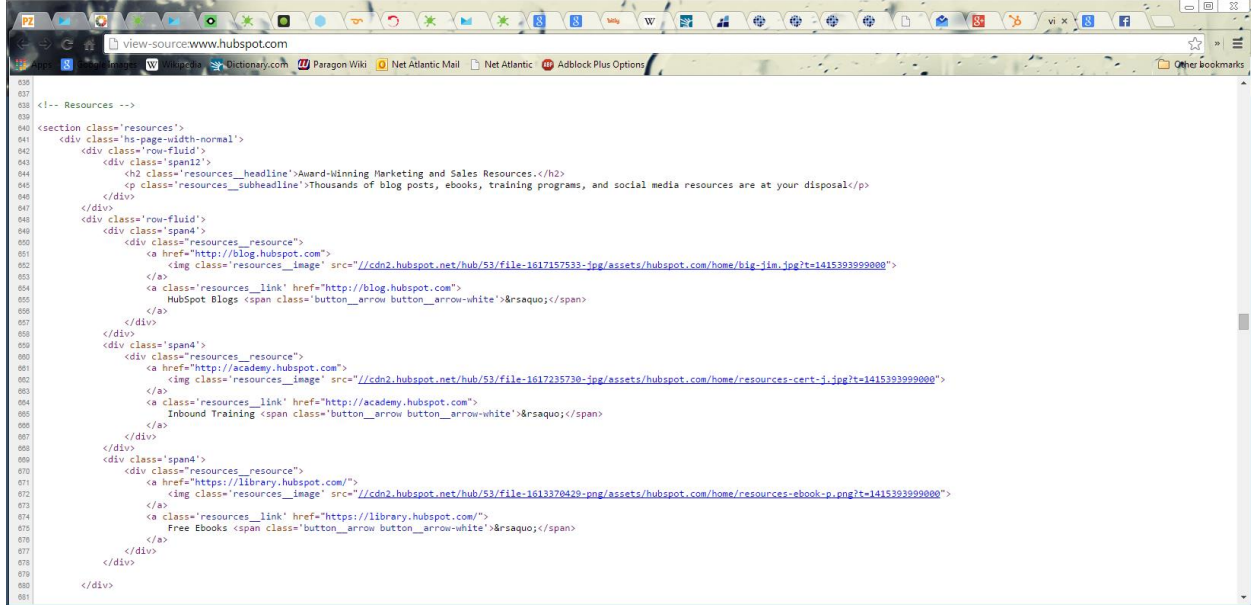 PZ
W
vi ×
view-source:www.hubspot.com
Apps
Google Images
Wikipedia
Dictionary.com
Paragon Wiki
Net Atlantic Mail
Net Atlantic
Adblock Plus Options
Other bookmarks
636
637
638 <!-- Resources -->
639
640 <section class='resources'>
641 <div class='hs-page-width-normal'>
642 <div class='row-fluid'>
643 <div class='span12'>
644 <h2 class='resources__headline'>Award-Winning Marketing and Sales Resources.</h2>
645 <p class='resources__subheadline'>Thousands of blog posts, ebooks, training programs, and social media resources are at your disposal</p>
646 </div>
647 </div>
648 <div class='row-fluid'>
649 <div class='span4'>
650 <div class="resources__resource">
651 <a href="http://blog.hubspot.com">
652 <img class='resources__image' src="//cdn2.hubspot.net/hub/53/file-1617157533-jpg/assets/hubspot.com/home/big-jim.jpg?t=1415393999000">
653 </a>
654 <a class='resources__link' href="http://blog.hubspot.com">
655 HubSpot Blogs <span class='button__arrow button__arrow-white'>&rsaquo;</span>
656 </a>
657 </div>
658 </div>
659 <div class='span4'>
660 <div class="resources__resource">
661 <a href="http://academy.hubspot.com">
662 <img class='resources__image' src="//cdn2.hubspot.net/hub/53/file-1617235730-jpg/assets/hubspot.com/home/resources-cert-j.jpg?t=1415393999000">
663 </a>
664 <a class='resources__link' href="http://academy.hubspot.com">
665 Inbound Training <span class='button__arrow button__arrow-white'>&rsaquo;</span>
666 </a>
667 </div>
668 </div>
669 <div class='span4'>
670 <div class="resources__resource">
671 <a href="https://library.hubspot.com/">
672 <img class='resources__image' src="//cdn2.hubspot.net/hub/53/file-1613370429-png/assets/hubspot.com/home/resources-ebook-p.png?t=1415393999000">
673 </a>
674 <a class='resources__link' href="https://library.hubspot.com/">
675 Free Ebooks <span class='button__arrow button__arrow-white'>&rsaquo;</span>
676 </a>
677 </div>
678 </div>
679
680 </div>
681